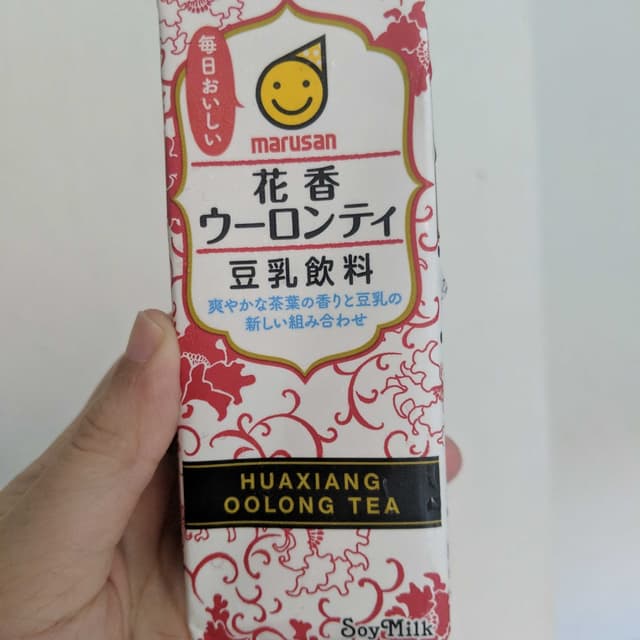 毎日おいしい
marusan
花香
ウーロンティ
豆乳飲料
爽やかな茶葉の香りと豆乳の
新しい組み合わせ
HUAXIANG
OOLONG TEA
Soy Milk